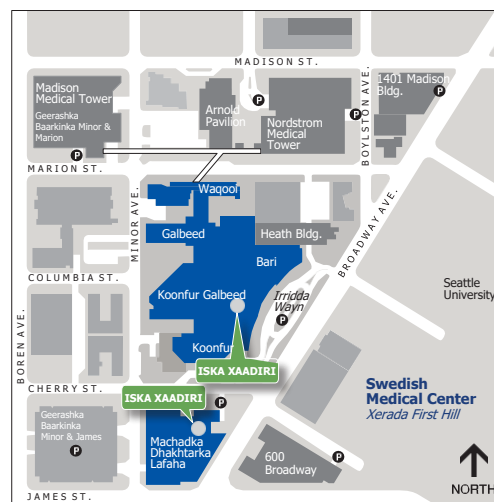 MADISON ST.
Madison
Medical Tower
Geerashka
Baarkinka Minor &
Marion
P
Arnold
Pavilion
P
Nordstrom
Medical
Tower
P
BOYLSTON AVE.
1401 Madison
Bldg.
P
MARION ST.
MINOR AVE.
Waqooi
Galbeed
Heath Bldg.
Bari
BROADWAY AVE.
COLUMBIA ST.
Koonfur Galbeed
Irridda
Wayn
P
Seattle
University
BOREN AVE.
Koonfur
ISKA XAADIRI
CHERRY ST.
ISKA XAADIRI
P
Swedish
Medical Center
Xerada First Hill
Geerashka
Baarkinka
Minor & James
P
Machadka
Dhakhtarka
Lafaha
600
Broadway
P
JAMES ST.
NORTH